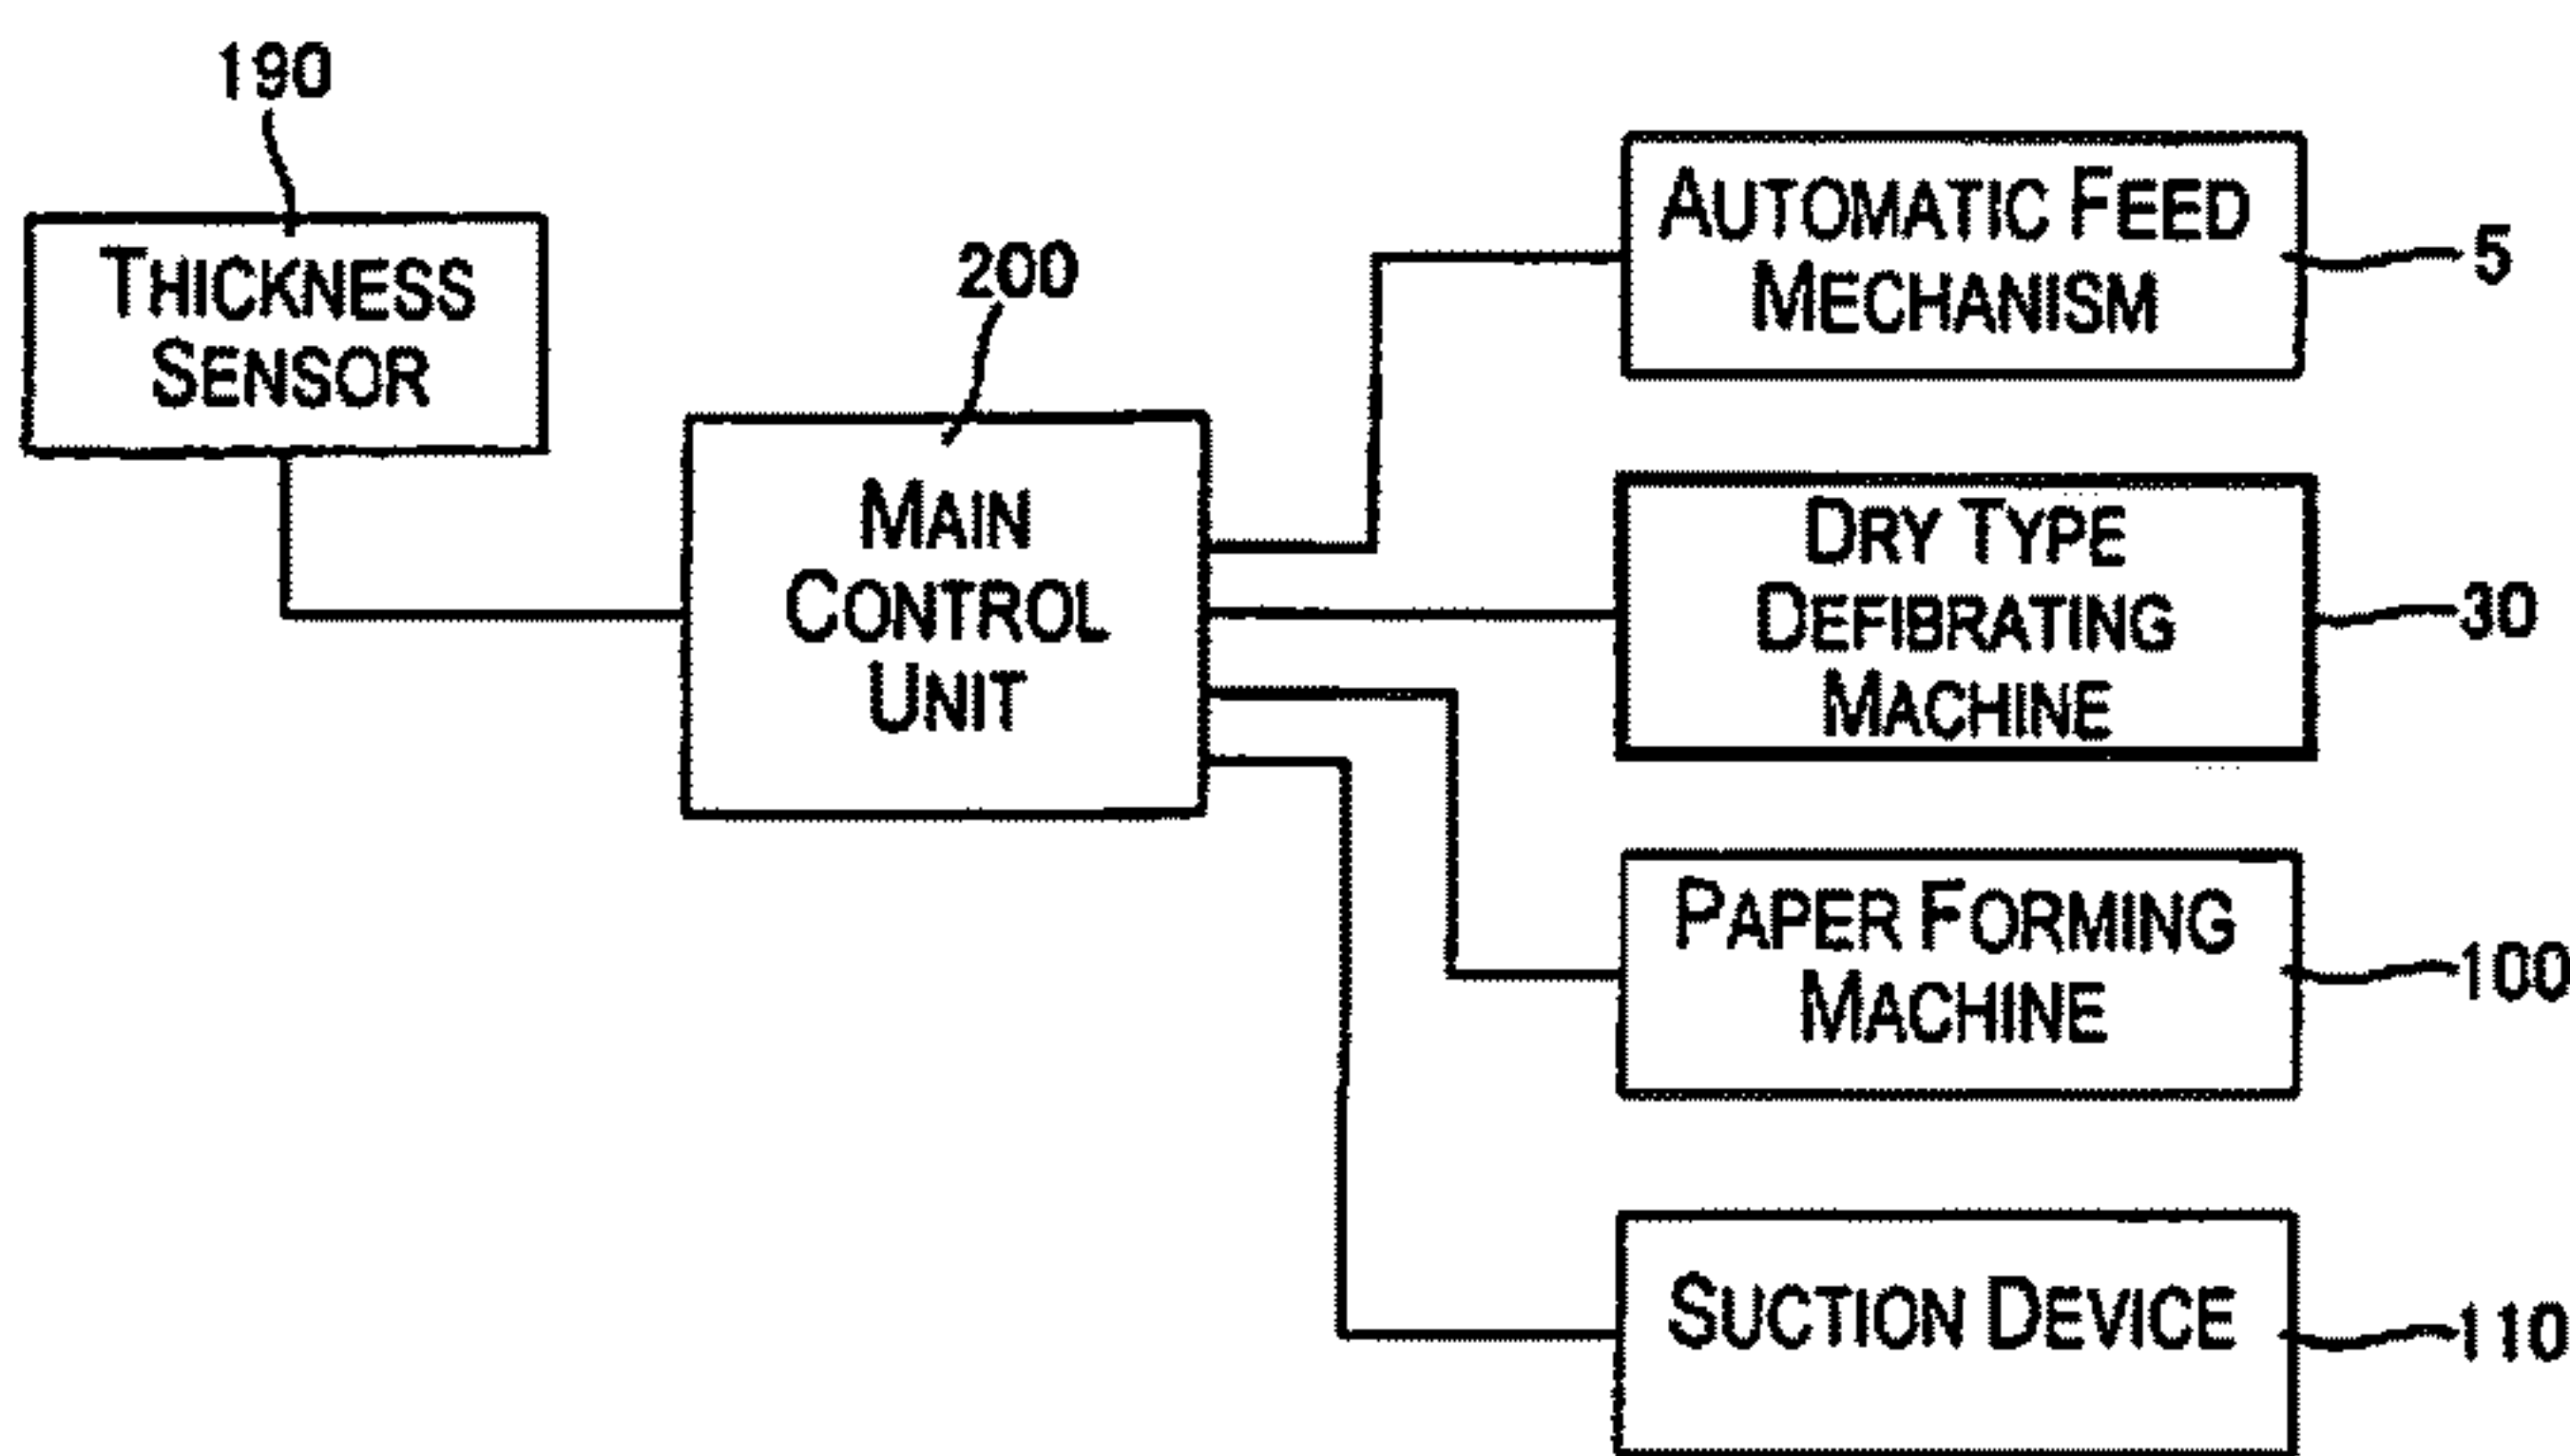 190
THICKNESS
SENSOR
200
MAIN
CONTROL
UNIT
AUTOMATIC FEED
MECHANISM
5
DRY TYPE
DEFIBRATING
MACHINE
30
PAPER FORMING
MACHINE
100
SUCTION DEVICE
110